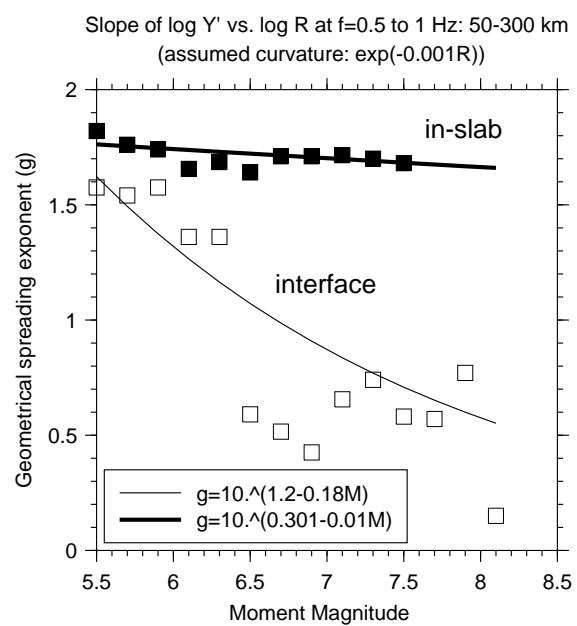 Slope of log Y' vs. log R at f=0.5 to 1 Hz: 50-300 km
(assumed curvature: exp(-0.001R))
2
1.5
1
0.5
0
Geometrical spreading exponent (g)
in-slab
interface
g=10.^(1.2-0.18M)
g=10.^(0.301-0.01M)
5.5 6 6.5 7 7.5 8 8.5
Moment Magnitude